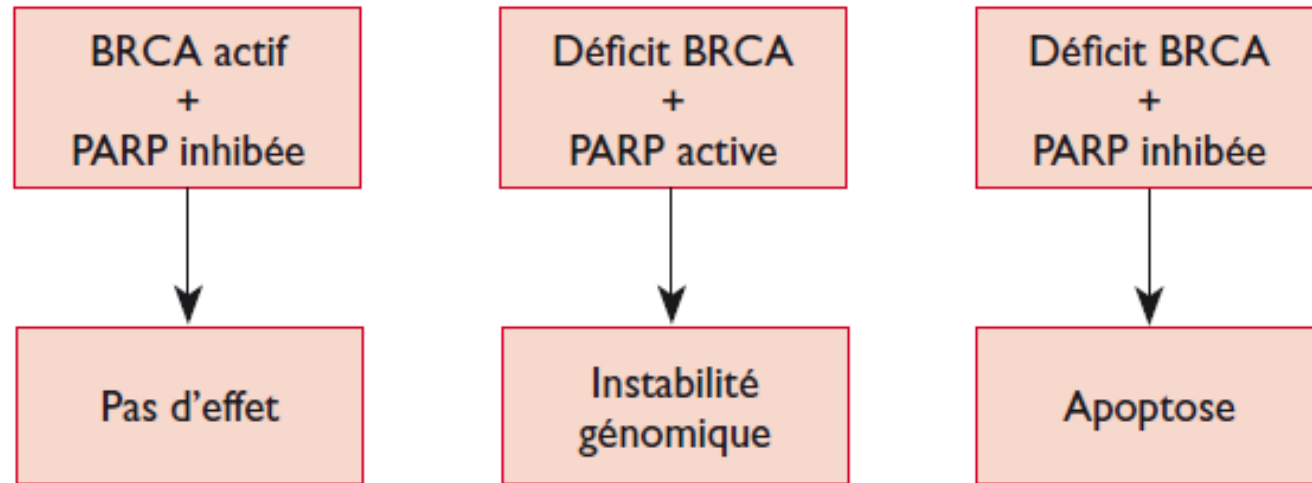 BRCA actif
+
PARP inhibée
Déficit BRCA
+
PARP active
Déficit BRCA
+
PARP inhibée
Pas d'effet
Instabilité
génomique
Apoptose